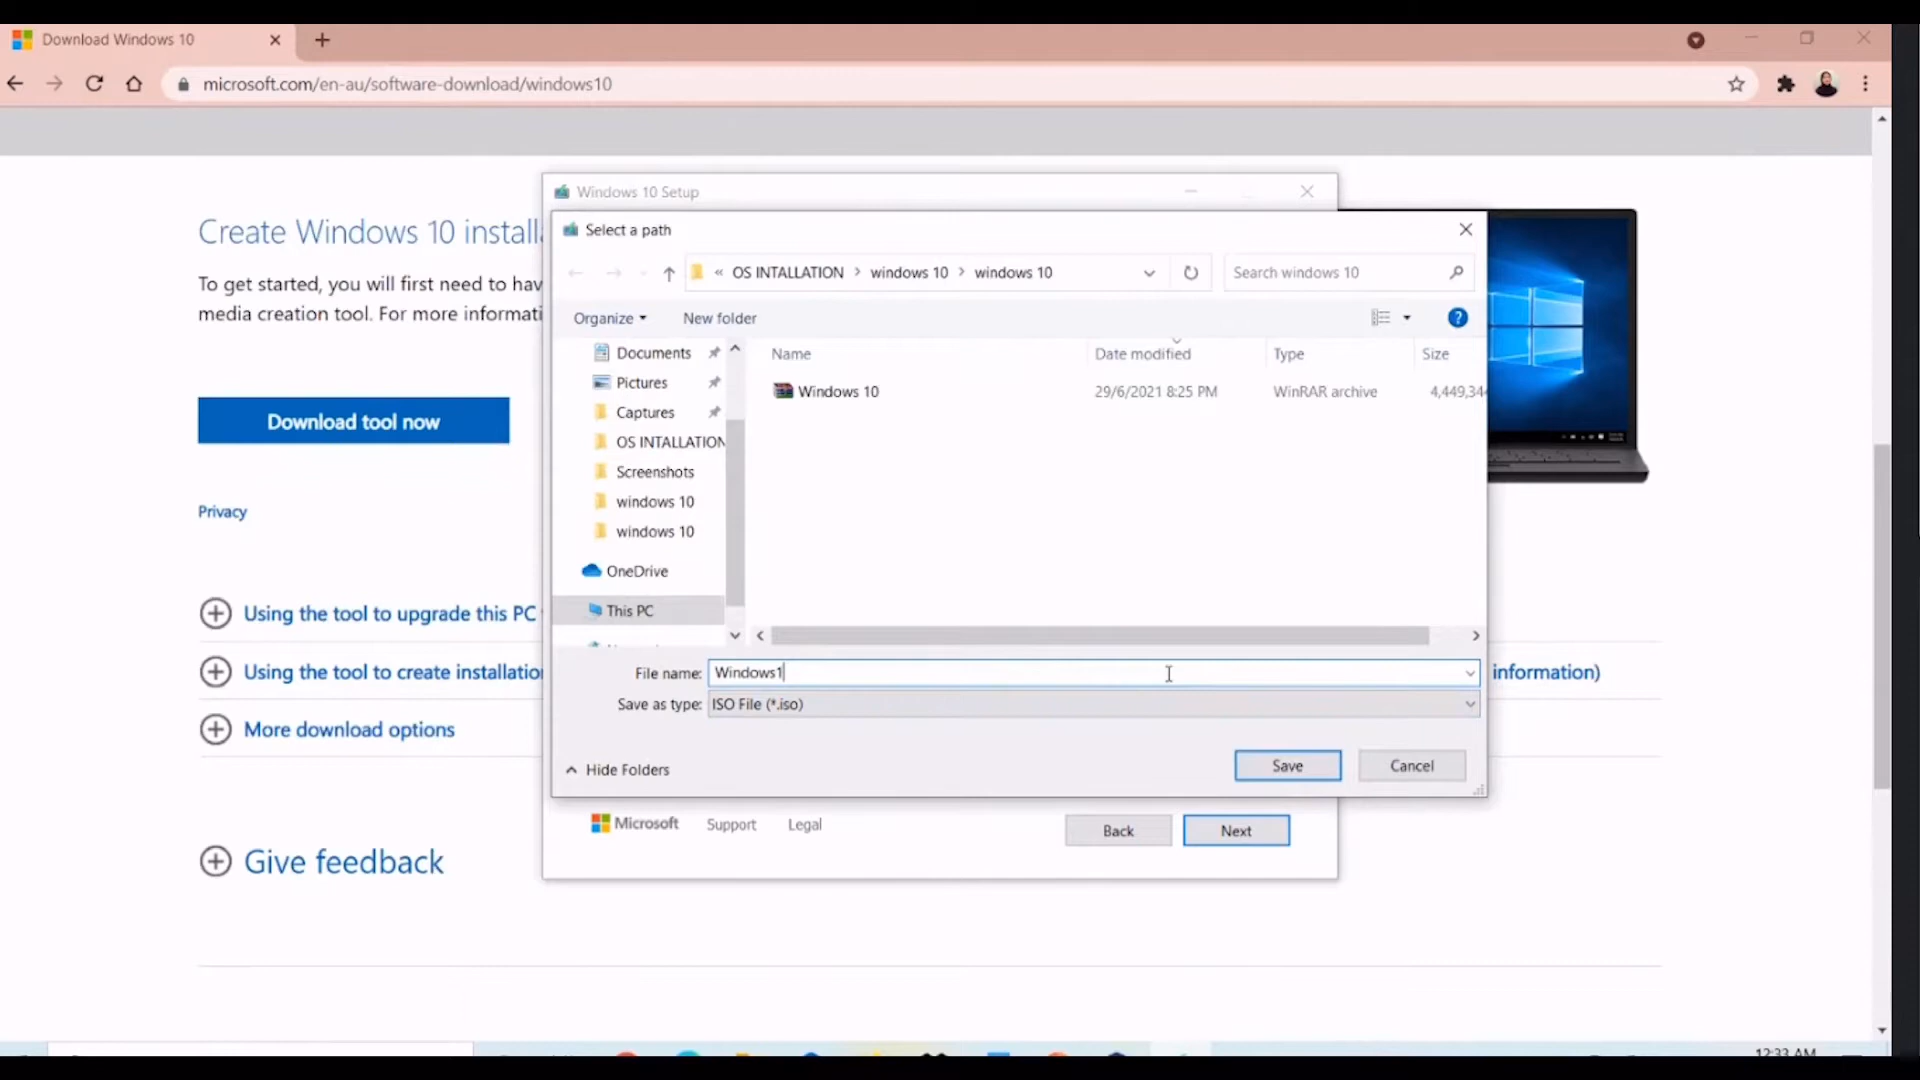 Download Windows 10
microsoft.com/en-au/software-download/windows10
Windows 10 Setup
Select a path
« OS INTALLATION > windows 10 > windows 10
Search windows 10
Organize
New folder
Documents
Pictures
Captures
OS INTALLATION
Screenshots
windows 10
windows 10
OneDrive
This PC
Name Date modified Type Size
Windows 10 29/6/2021 8:25 PM WinRAR archive 4,449,34
File name: Windows1
Save as type: ISO File (*.iso)
Hide Folders
Save
Cancel
Microsoft
Support
Legal
Back
Next
Create Windows 10 install
To get started, you will first need to hav
media creation tool. For more informati
Download tool now
Privacy
Using the tool to upgrade this PC
Using the tool to create installation
information)
More download options
Give feedback
12:33 AM